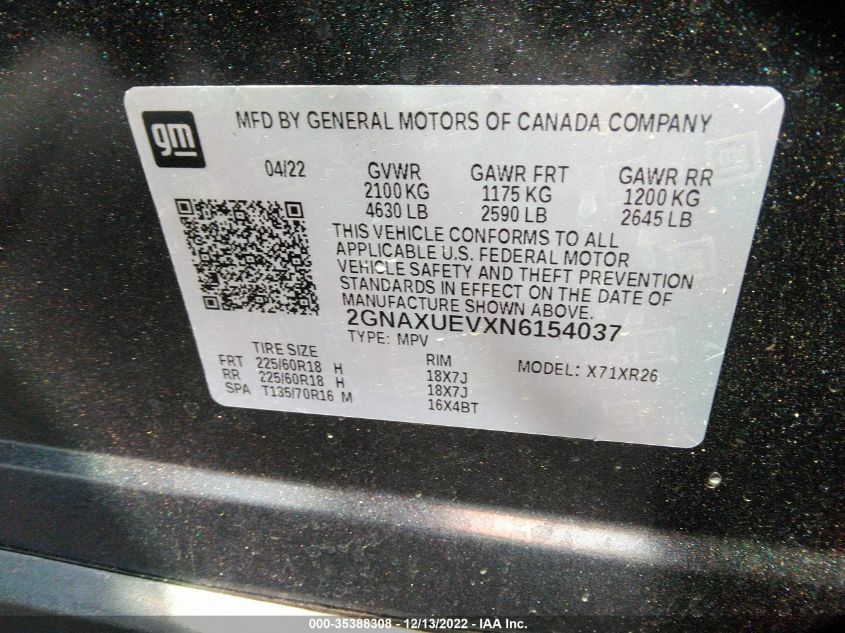 gm
MFD BY GENERAL MOTORS OF CANADA COMPANY
04/22 GVWR GAWR FRT GAWR RR
2100 KG 1175 KG 1200 KG
4630 LB 2590 LB 2645 LB
THIS VEHICLE CONFORMS TO ALL
APPLICABLE U.S. FEDERAL MOTOR
VEHICLE SAFETY AND THEFT PREVENTION
STANDARDS IN EFFECT ON THE DATE OF
MANUFACTURE SHOWN ABOVE.
2GNAXUEVXN6154037
TYPE: MPV MODEL: X71XR26
TIRE SIZE RIM
FRT 225/60R18 H 18X7J
RR 225/60R18 H 18X7J
SPA T135/70R16 M 16X4BT
000-35388308 - 12/13/2022 - IAA Inc.